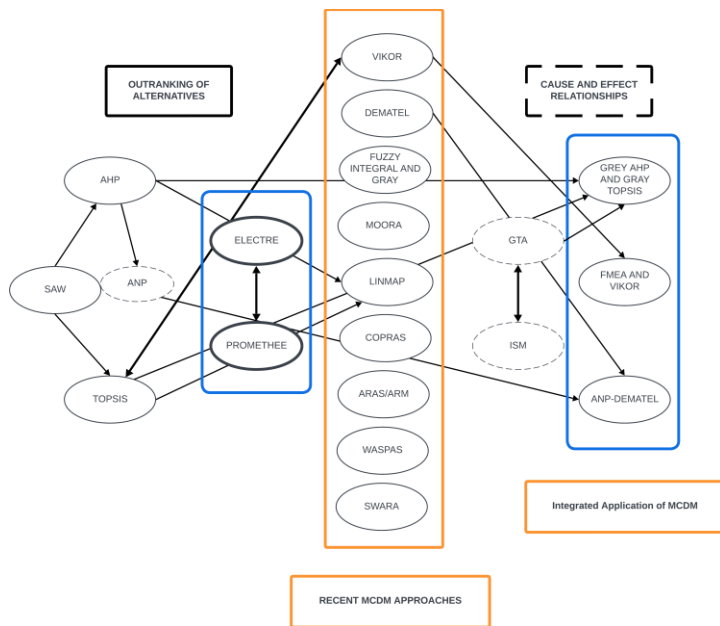 VIKOR
OUTRANKING OF
ALTERNATIVES
CAUSE AND EFFECT
RELATIONSHIPS
DEMATEL
FUZZY
INTEGRAL AND
GRAY
AHP
GREY AHP
AND GRAY
TOPSIS
MOORA
ELECTRE
GTA
SAW
ANP
LINMAP
FMEA AND
VIKOR
PROMETHEE
COPRAS
ISM
TOPSIS
ARAS/ARM
ANP-DEMATEL
WASPAS
SWARA
Integrated Application of MCDM
RECENT MCDM APPROACHES